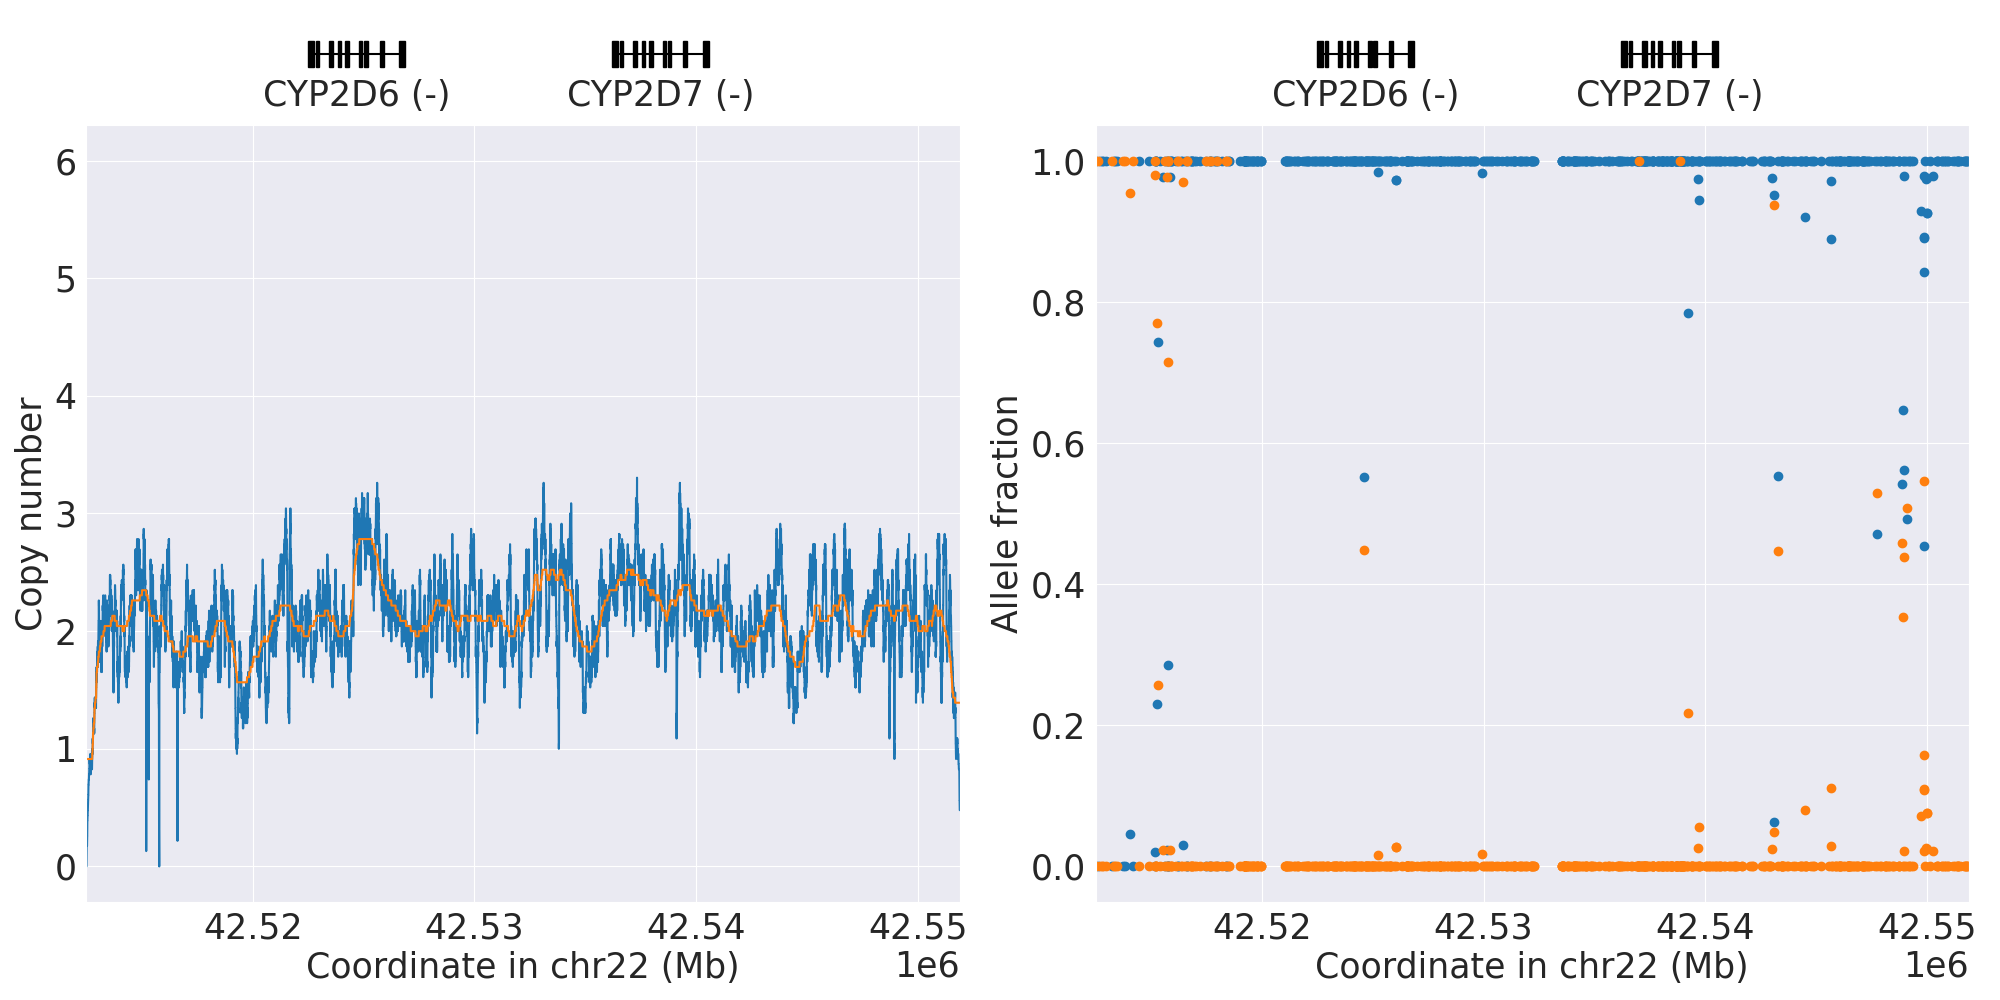 CYP2D6 (-) CYP2D7 (-)
6
5
4
3
2
1
0
Copy number
42.52 42.53 42.54 42.55
Coordinate in chr22 (Mb)
1e6
CYP2D6 (-) CYP2D7 (-)
1.0
0.8
0.6
0.4
0.2
0.0
Allele fraction
42.52 42.53 42.54 42.55
Coordinate in chr22 (Mb)
1e6